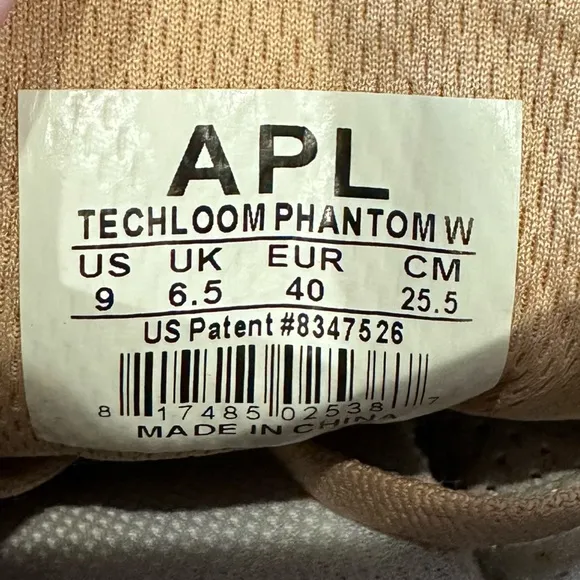 APL
TECHLOOM PHANTOM W
US UK EUR CM
9 6.5 40 25.5
US Patent #8347526
8 17485 02538 7
MADE IN CHINA